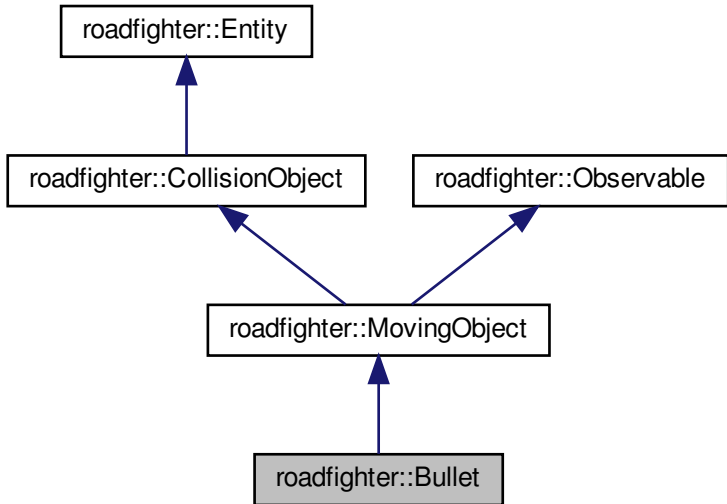 roadfighter::Entity
roadfighter::CollisionObject
roadfighter::Observable
roadfighter::MovingObject
roadfighter::Bullet